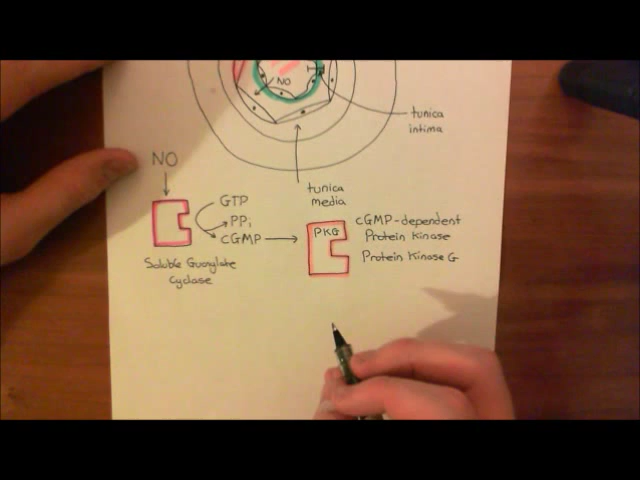 NO
tunica
intima
tunica
media
NO
GTP
PPi
cGMP
Soluble Guanylate
Cyclase
PKG
cGMP-dependent
Protein Kinase
Protein Kinase G